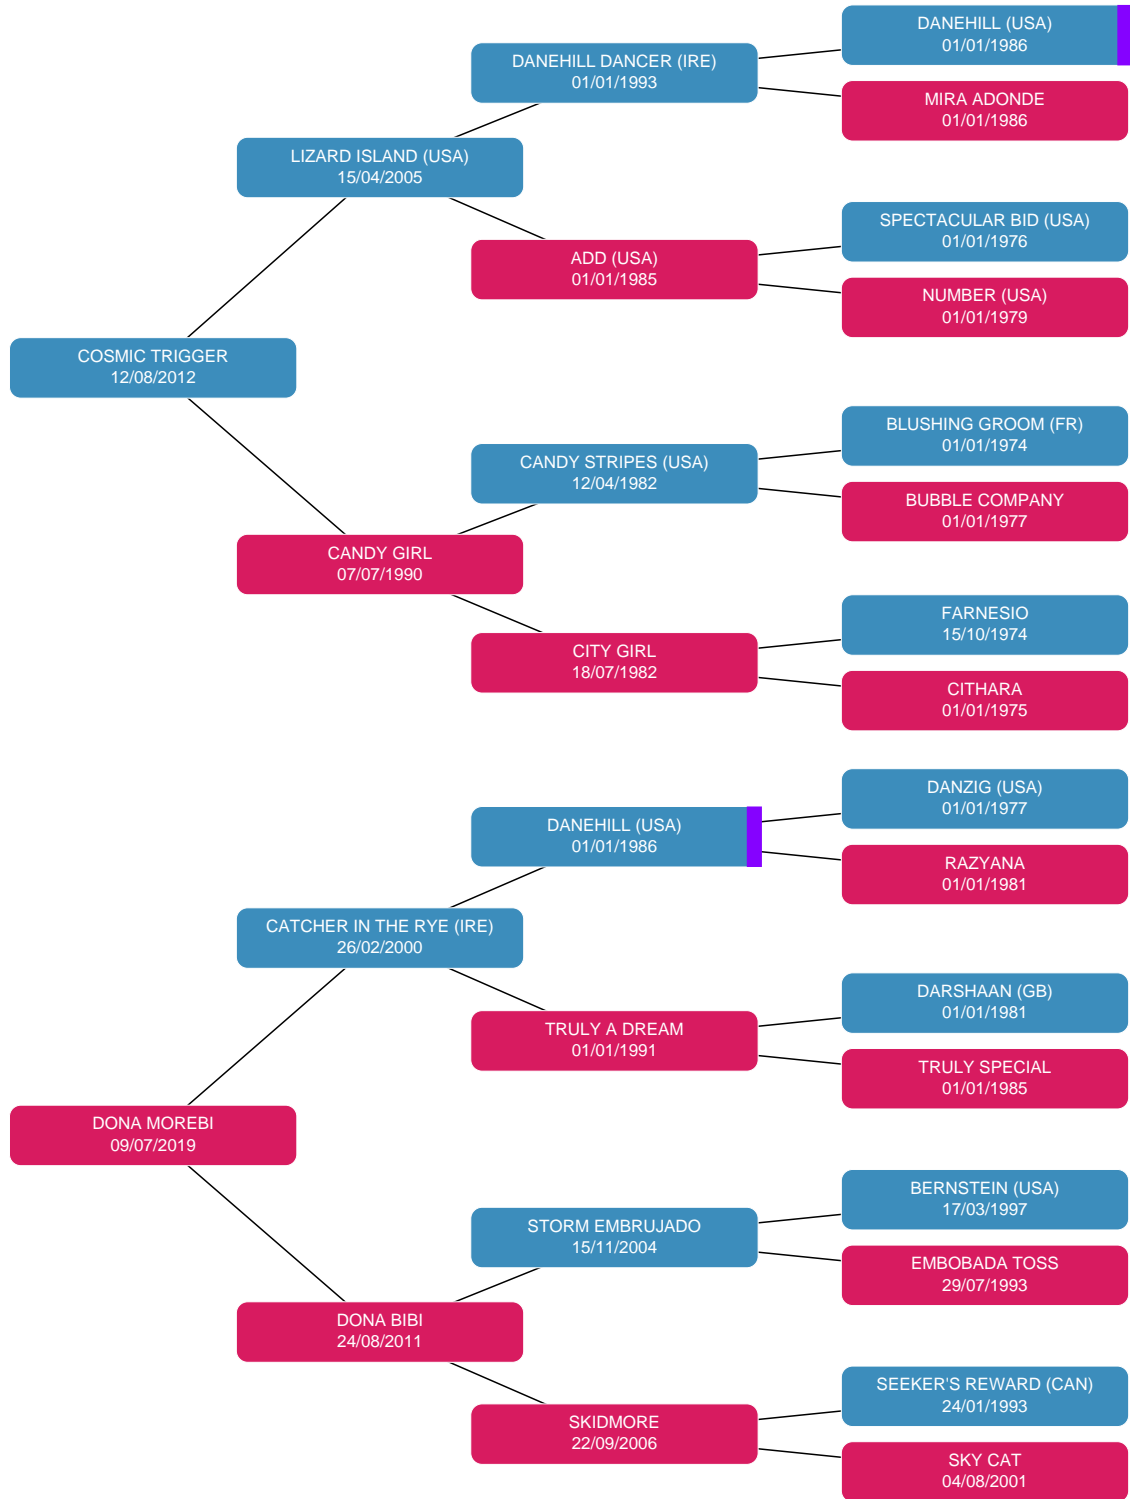 DANEHILL (USA)
01/01/1986
DANEHILL DANCER (IRE)
01/01/1993
MIRA ADONDE
01/01/1986
LIZARD ISLAND (USA)
15/04/2005
SPECTACULAR BID (USA)
01/01/1976
ADD (USA)
01/01/1985
NUMBER (USA)
01/01/1979
COSMIC TRIGGER
12/08/2012
BLUSHING GROOM (FR)
01/01/1974
CANDY STRIPES (USA)
12/04/1982
BUBBLE COMPANY
01/01/1977
CANDY GIRL
07/07/1990
FARNESIO
15/10/1974
CITY GIRL
18/07/1982
CITHARA
01/01/1975
DANZIG (USA)
01/01/1977
DANEHILL (USA)
01/01/1986
RAZYANA
01/01/1981
CATCHER IN THE RYE (IRE)
26/02/2000
DARSHAAN (GB)
01/01/1981
TRULY A DREAM
01/01/1991
TRULY SPECIAL
01/01/1985
DONA MOREBI
09/07/2019
BERNSTEIN (USA)
17/03/1997
STORM EMBRUJADO
15/11/2004
EMBOBADA TOSS
29/07/1993
DONA BIBI
24/08/2011
SEEKER'S REWARD (CAN)
24/01/1993
SKIDMORE
22/09/2006
SKY CAT
04/08/2001